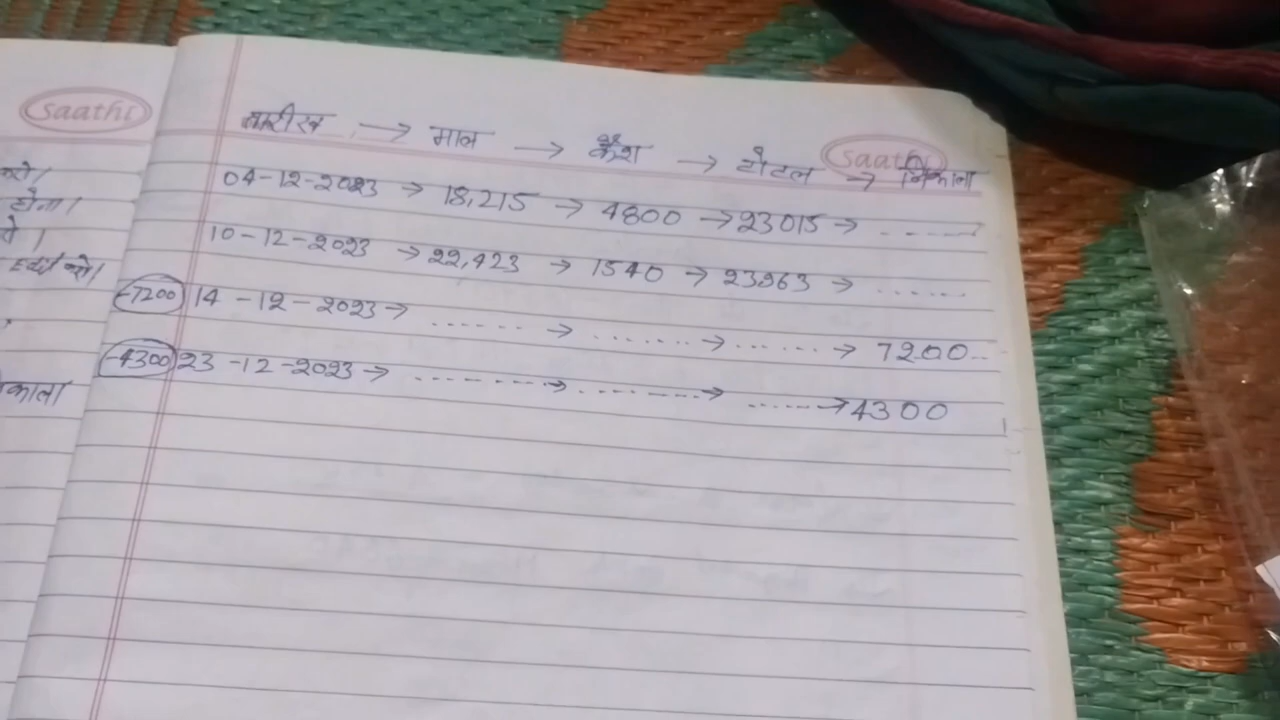 saathi
saathi
तारीख → माल → कैश → टोटल → निकाला
04-12-2023 → 18,215 → 4800 → 23015 → ........
10-12-2023 → 22,423 → 1540 → 23963 → ......
-7200 14-12-2023 → ...... → ...... → ...... → 7200..
-4300 23-12-2023 → ........ → ........ → ...... → 4300
होना।